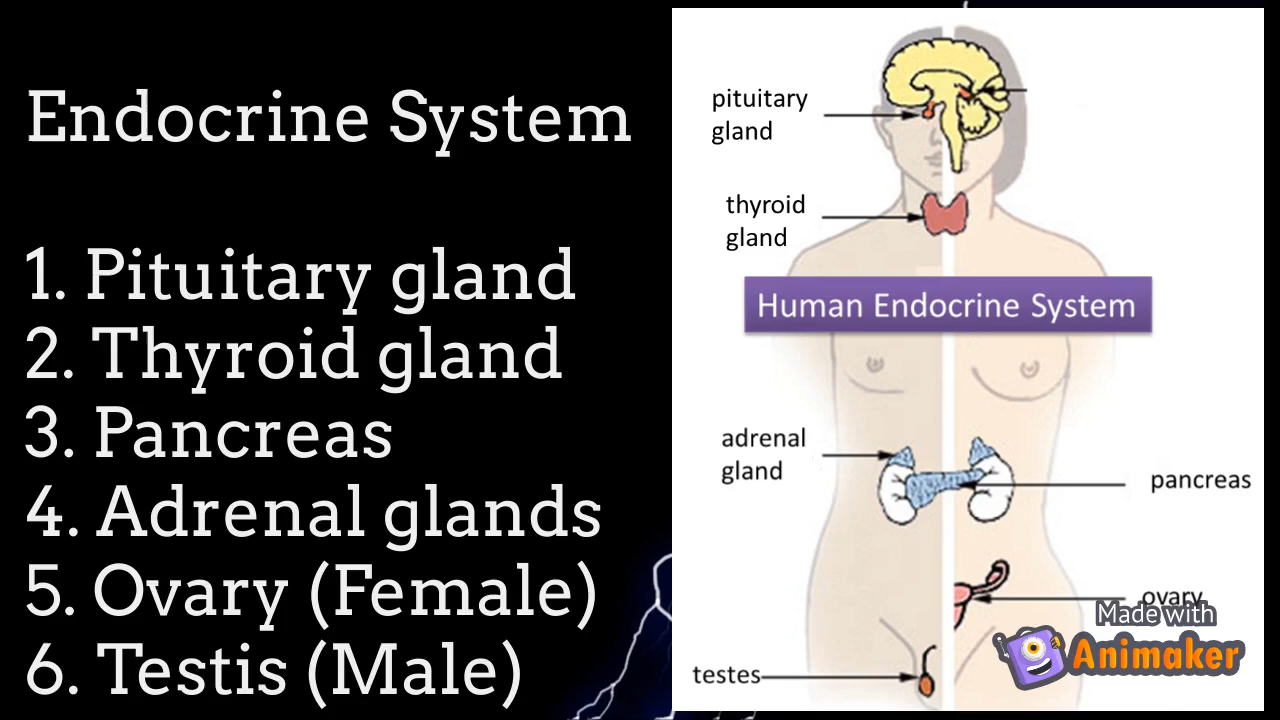 Endocrine System
1. Pituitary gland
2. Thyroid gland
3. Pancreas
4. Adrenal glands
5. Ovary (Female)
6. Testis (Male)
pituitary
gland
thyroid
gland
Human Endocrine System
adrenal
gland
pancreas
ovary
testes
Made with
Animaker